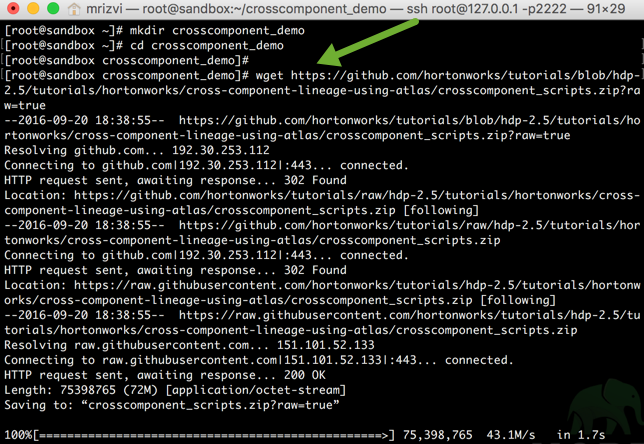 mrizvi — root@sandbox:~/crosscomponent_demo — ssh root@127.0.0.1 -p2222 — 91×29
[root@sandbox ~]# mkdir crosscomponent_demo
[root@sandbox ~]# cd crosscomponent_demo
[root@sandbox crosscomponent_demo]#
[root@sandbox crosscomponent_demo]# wget https://github.com/hortonworks/tutorials/blob/hdp-
2.5/tutorials/hortonworks/cross-component-lineage-using-atlas/crosscomponent_scripts.zip?ra
w=true
--2016-09-20 18:38:55--  https://github.com/hortonworks/tutorials/blob/hdp-2.5/tutorials/ho
rtonworks/cross-component-lineage-using-atlas/crosscomponent_scripts.zip?raw=true
Resolving github.com... 192.30.253.112
Connecting to github.com|192.30.253.112|:443... connected.
HTTP request sent, awaiting response... 302 Found
Location: https://github.com/hortonworks/tutorials/raw/hdp-2.5/tutorials/hortonworks/cross-
component-lineage-using-atlas/crosscomponent_scripts.zip [following]
--2016-09-20 18:38:55--  https://github.com/hortonworks/tutorials/raw/hdp-2.5/tutorials/hor
tonworks/cross-component-lineage-using-atlas/crosscomponent_scripts.zip
Connecting to github.com|192.30.253.112|:443... connected.
HTTP request sent, awaiting response... 302 Found
Location: https://raw.githubusercontent.com/hortonworks/tutorials/hdp-2.5/tutorials/hortonw
orks/cross-component-lineage-using-atlas/crosscomponent_scripts.zip [following]
--2016-09-20 18:38:55--  https://raw.githubusercontent.com/hortonworks/tutorials/hdp-2.5/tu
torials/hortonworks/cross-component-lineage-using-atlas/crosscomponent_scripts.zip
Resolving raw.githubusercontent.com... 151.101.52.133
Connecting to raw.githubusercontent.com|151.101.52.133|:443... connected.
HTTP request sent, awaiting response... 200 OK
Length: 75398765 (72M) [application/octet-stream]
Saving to: “crosscomponent_scripts.zip?raw=true”
100%[=============================================>] 75,398,765  43.1M/s   in 1.7s